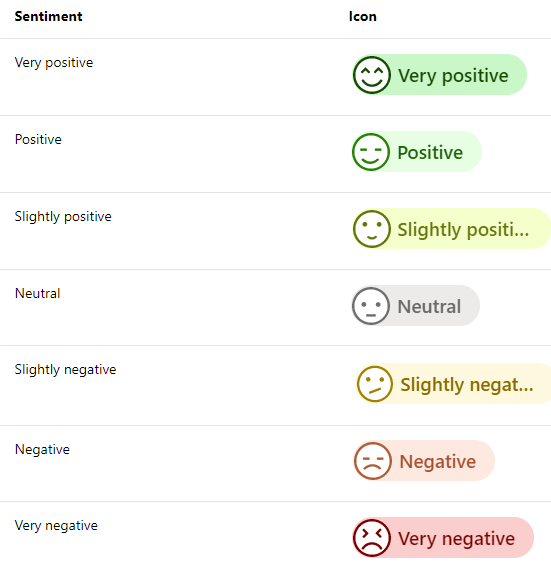 Sentiment Icon
Very positive Very positive
Positive Positive
Slightly positive Slightly positi...
Neutral Neutral
Slightly negative Slightly negat...
Negative Negative
Very negative Very negative